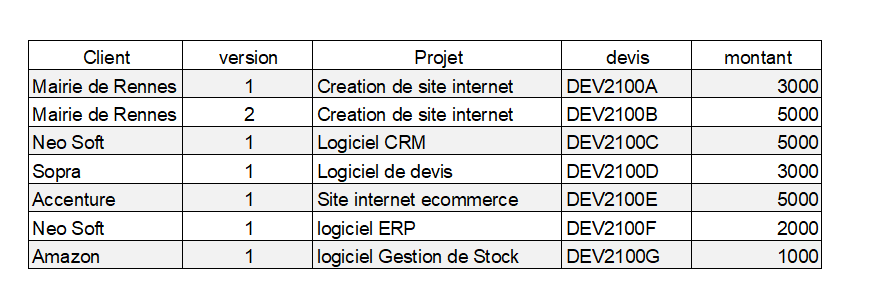 Client version Projet devis montant
Mairie de Rennes 1 Creation de site internet DEV2100A 3000
Mairie de Rennes 2 Creation de site internet DEV2100B 5000
Neo Soft 1 Logiciel CRM DEV2100C 5000
Sopra 1 Logiciel de devis DEV2100D 3000
Accenture 1 Site internet ecommerce DEV2100E 5000
Neo Soft 1 logiciel ERP DEV2100F 2000
Amazon 1 logiciel Gestion de Stock DEV2100G 1000